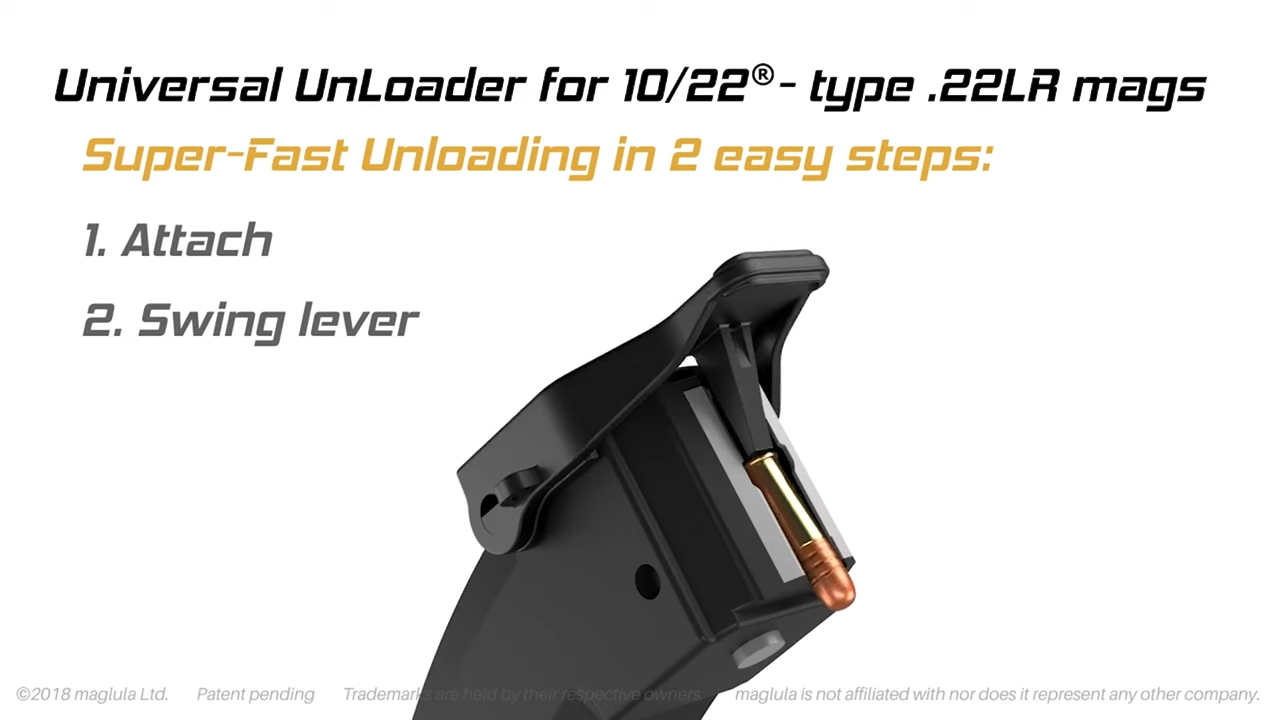 Universal UnLoader for 10/22®- type .22LR mags
Super-Fast Unloading in 2 easy steps:
1. Attach
2. Swing lever
©2018 maglula Ltd. Patent pending Trademarks are held by their respective owners. maglula is not affiliated with nor does it represent any other company.